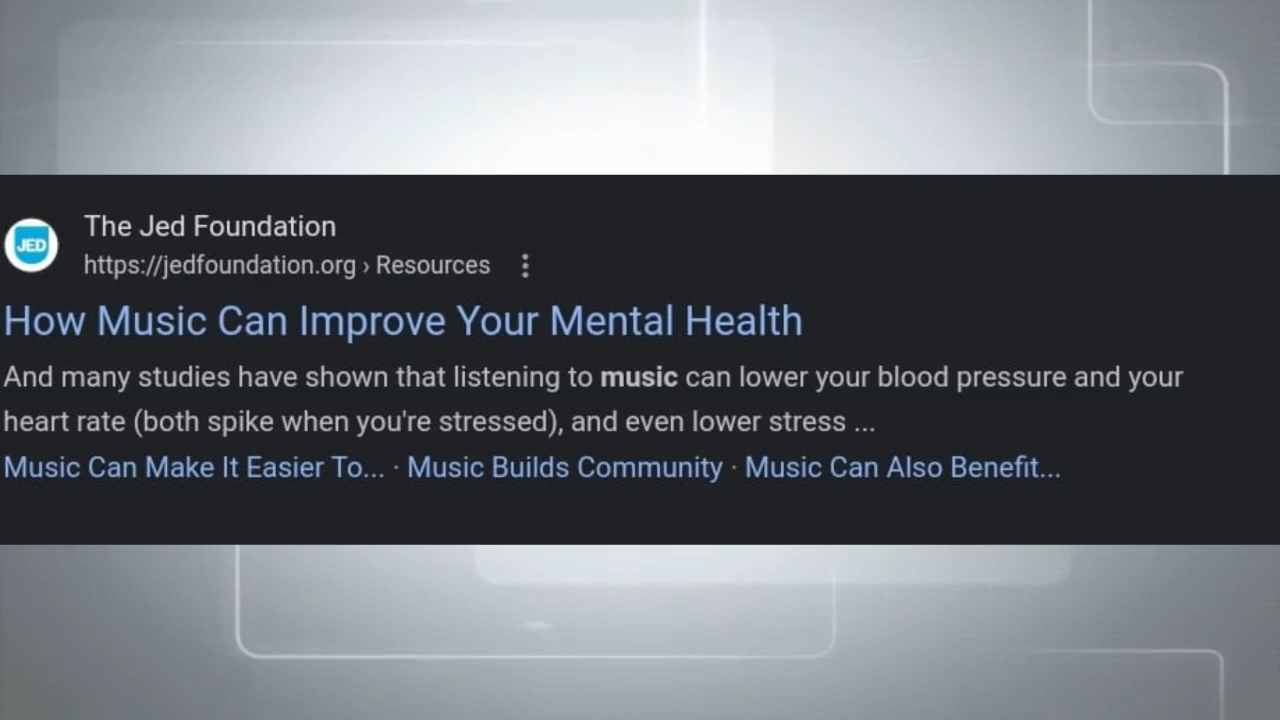 The Jed Foundation
JED
https://jedfoundation.org › Resources
How Music Can Improve Your Mental Health
And many studies have shown that listening to music can lower your blood pressure and your
heart rate (both spike when you're stressed), and even lower stress ...
Music Can Make It Easier To... · Music Builds Community · Music Can Also Benefit...